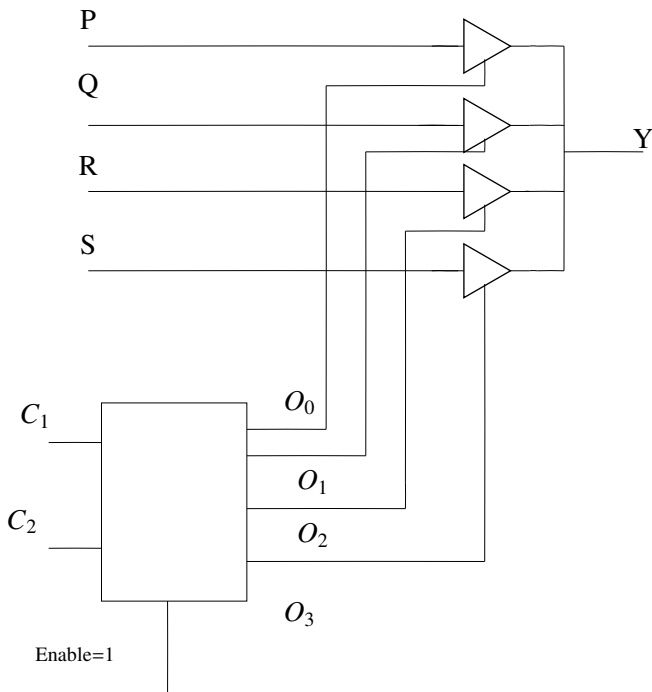 P
Q
R
S
Y
C₁
C₂
O₀
O₁
O₂
O₃
Enable=1